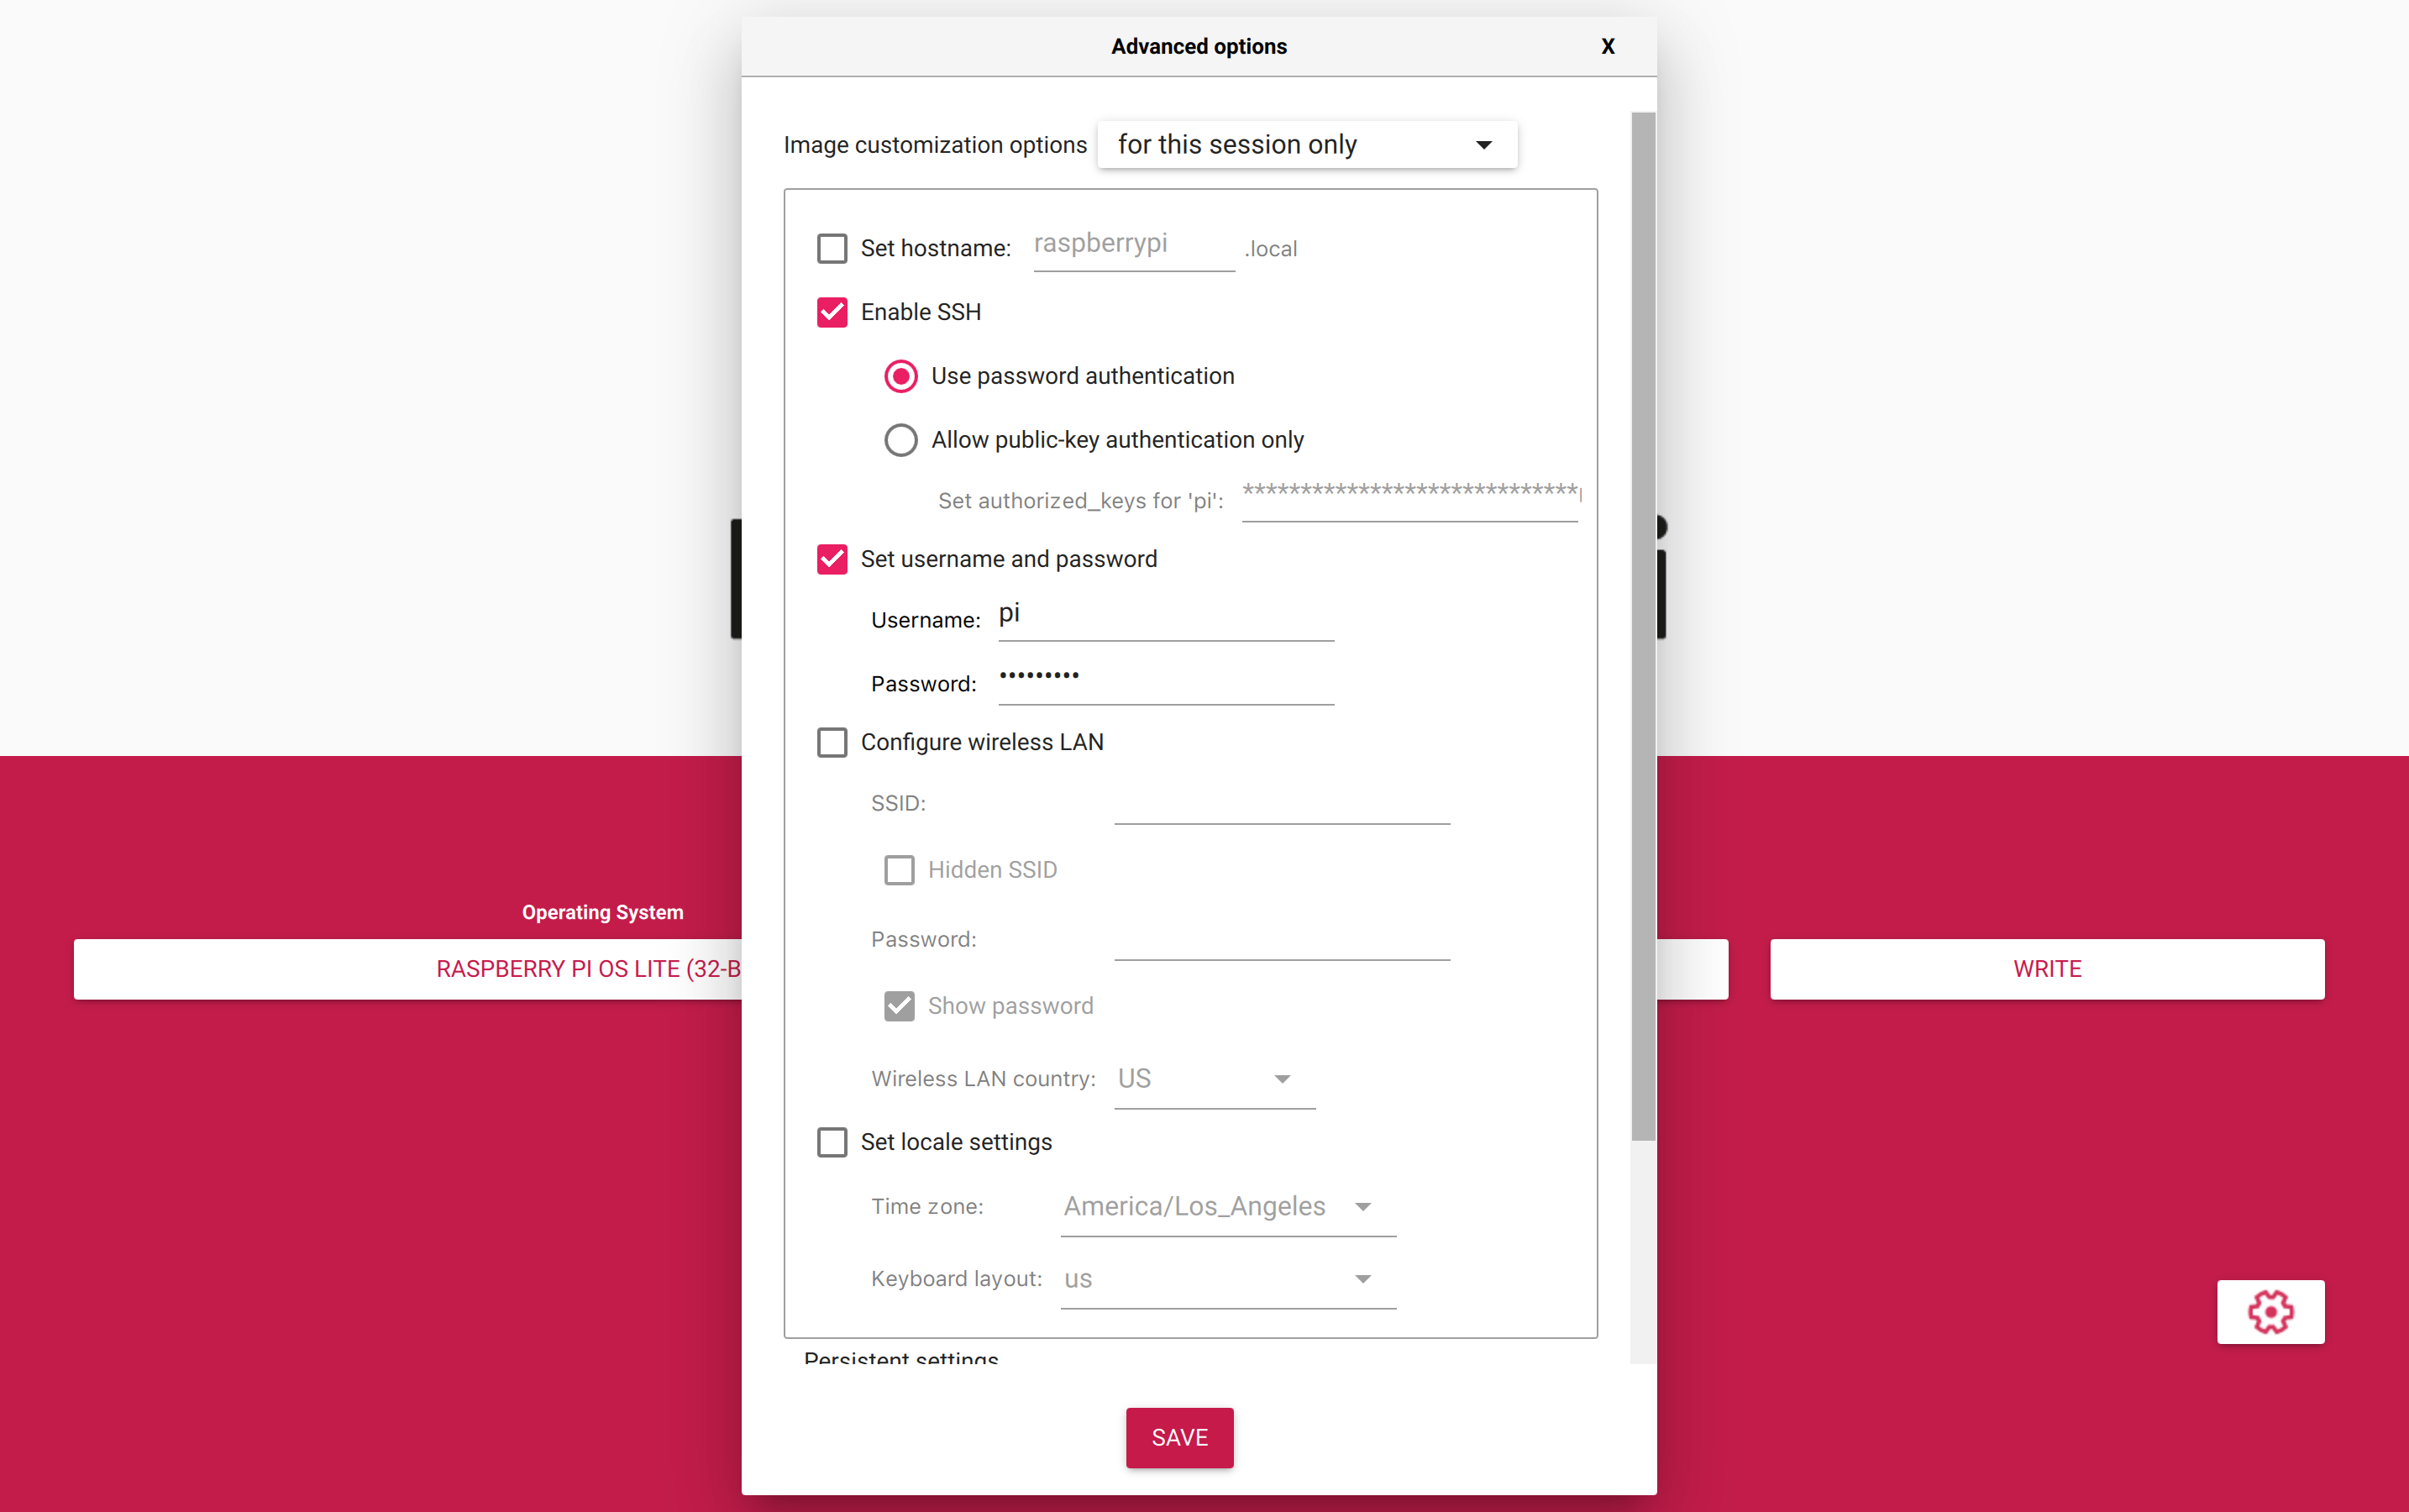 Advanced options X
Image customization options for this session only
Set hostname: raspberrypi .local
Enable SSH
Use password authentication
Allow public-key authentication only
Set authorized_keys for 'pi': *****************************
Set username and password
Username: pi
Password: •••••••••
Configure wireless LAN
SSID:
Hidden SSID
Operating System
Password:
RASPBERRY PI OS LITE (32-B
WRITE
Show password
Wireless LAN country: US
Set locale settings
Time zone: America/Los_Angeles
Keyboard layout: us
Persistent settings
SAVE